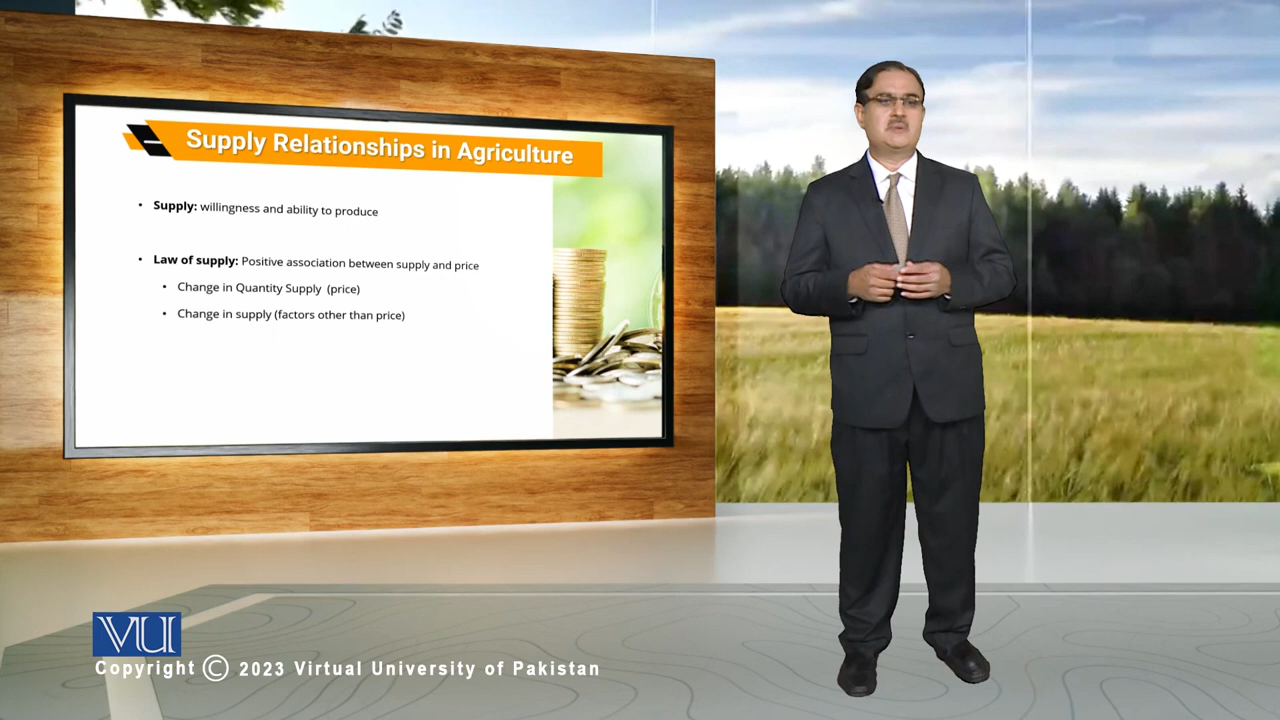 Supply Relationships in Agriculture
• Supply: willingness and ability to produce
• Law of supply: Positive association between supply and price
• Change in Quantity Supply (price)
• Change in supply (factors other than price)
VU
Copyright © 2023 Virtual University of Pakistan